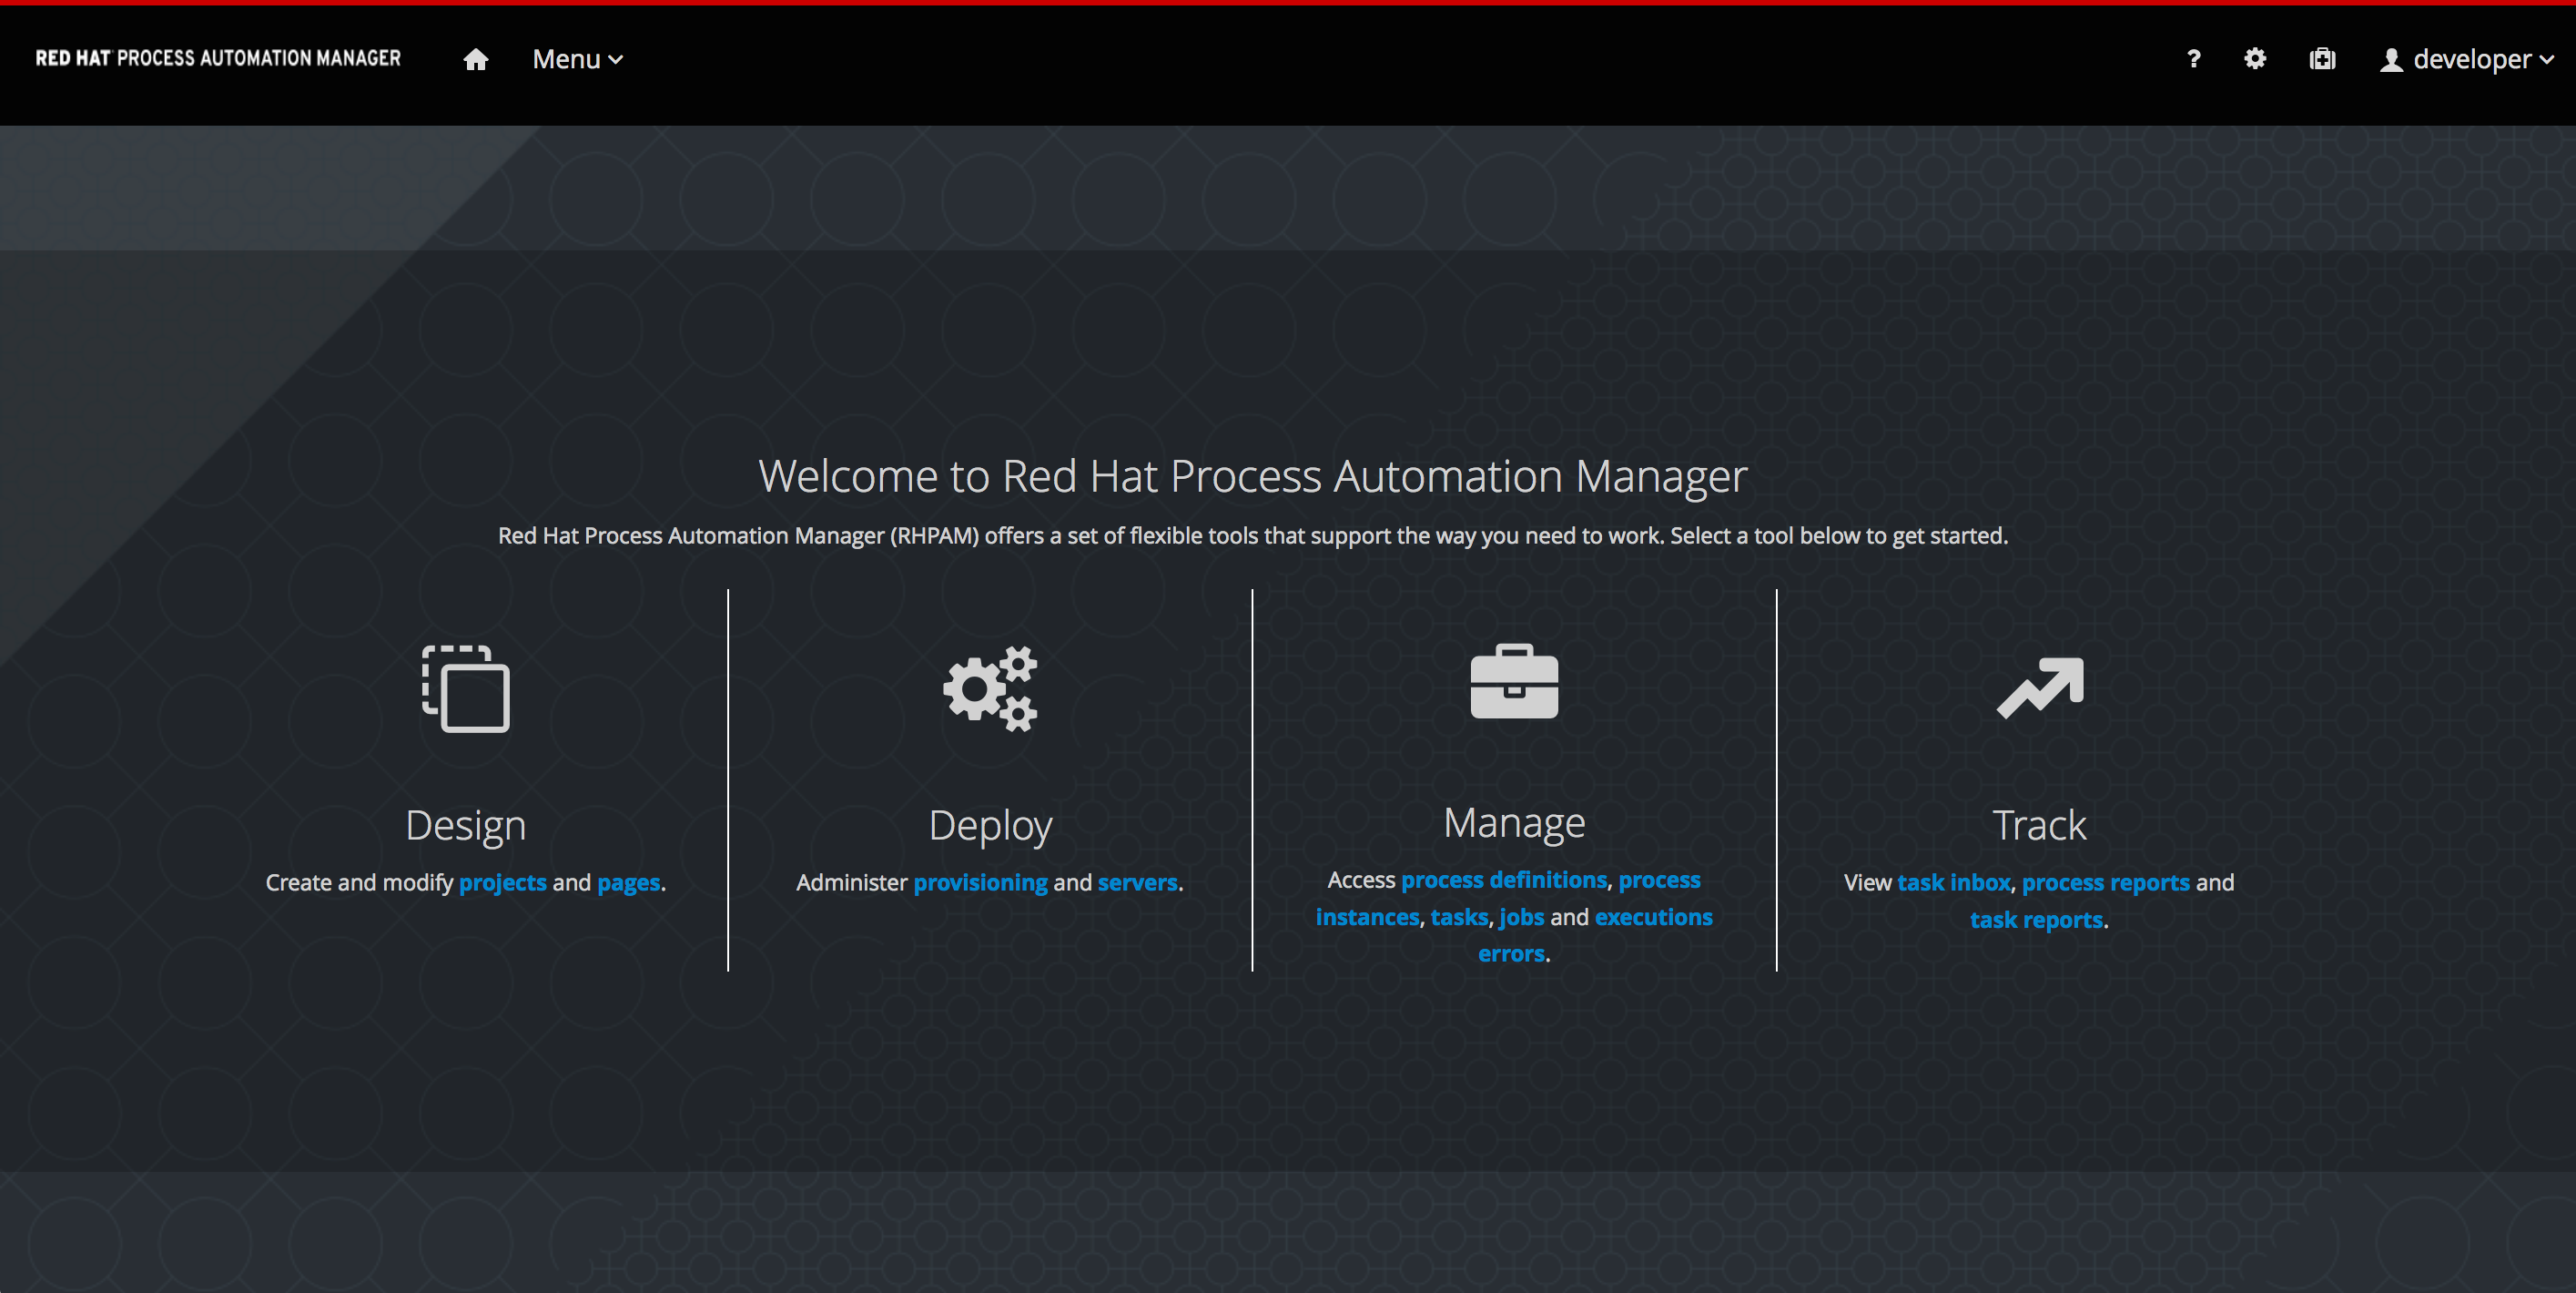 RED HAT PROCESS AUTOMATION MANAGER
Menu
?
developer
Welcome to Red Hat Process Automation Manager
Red Hat Process Automation Manager (RHPAM) offers a set of flexible tools that support the way you need to work. Select a tool below to get started.
Design
Create and modify projects and pages.
Deploy
Administer provisioning and servers.
Manage
Access process definitions, process
instances, tasks, jobs and executions
errors.
Track
View task inbox, process reports and
task reports.